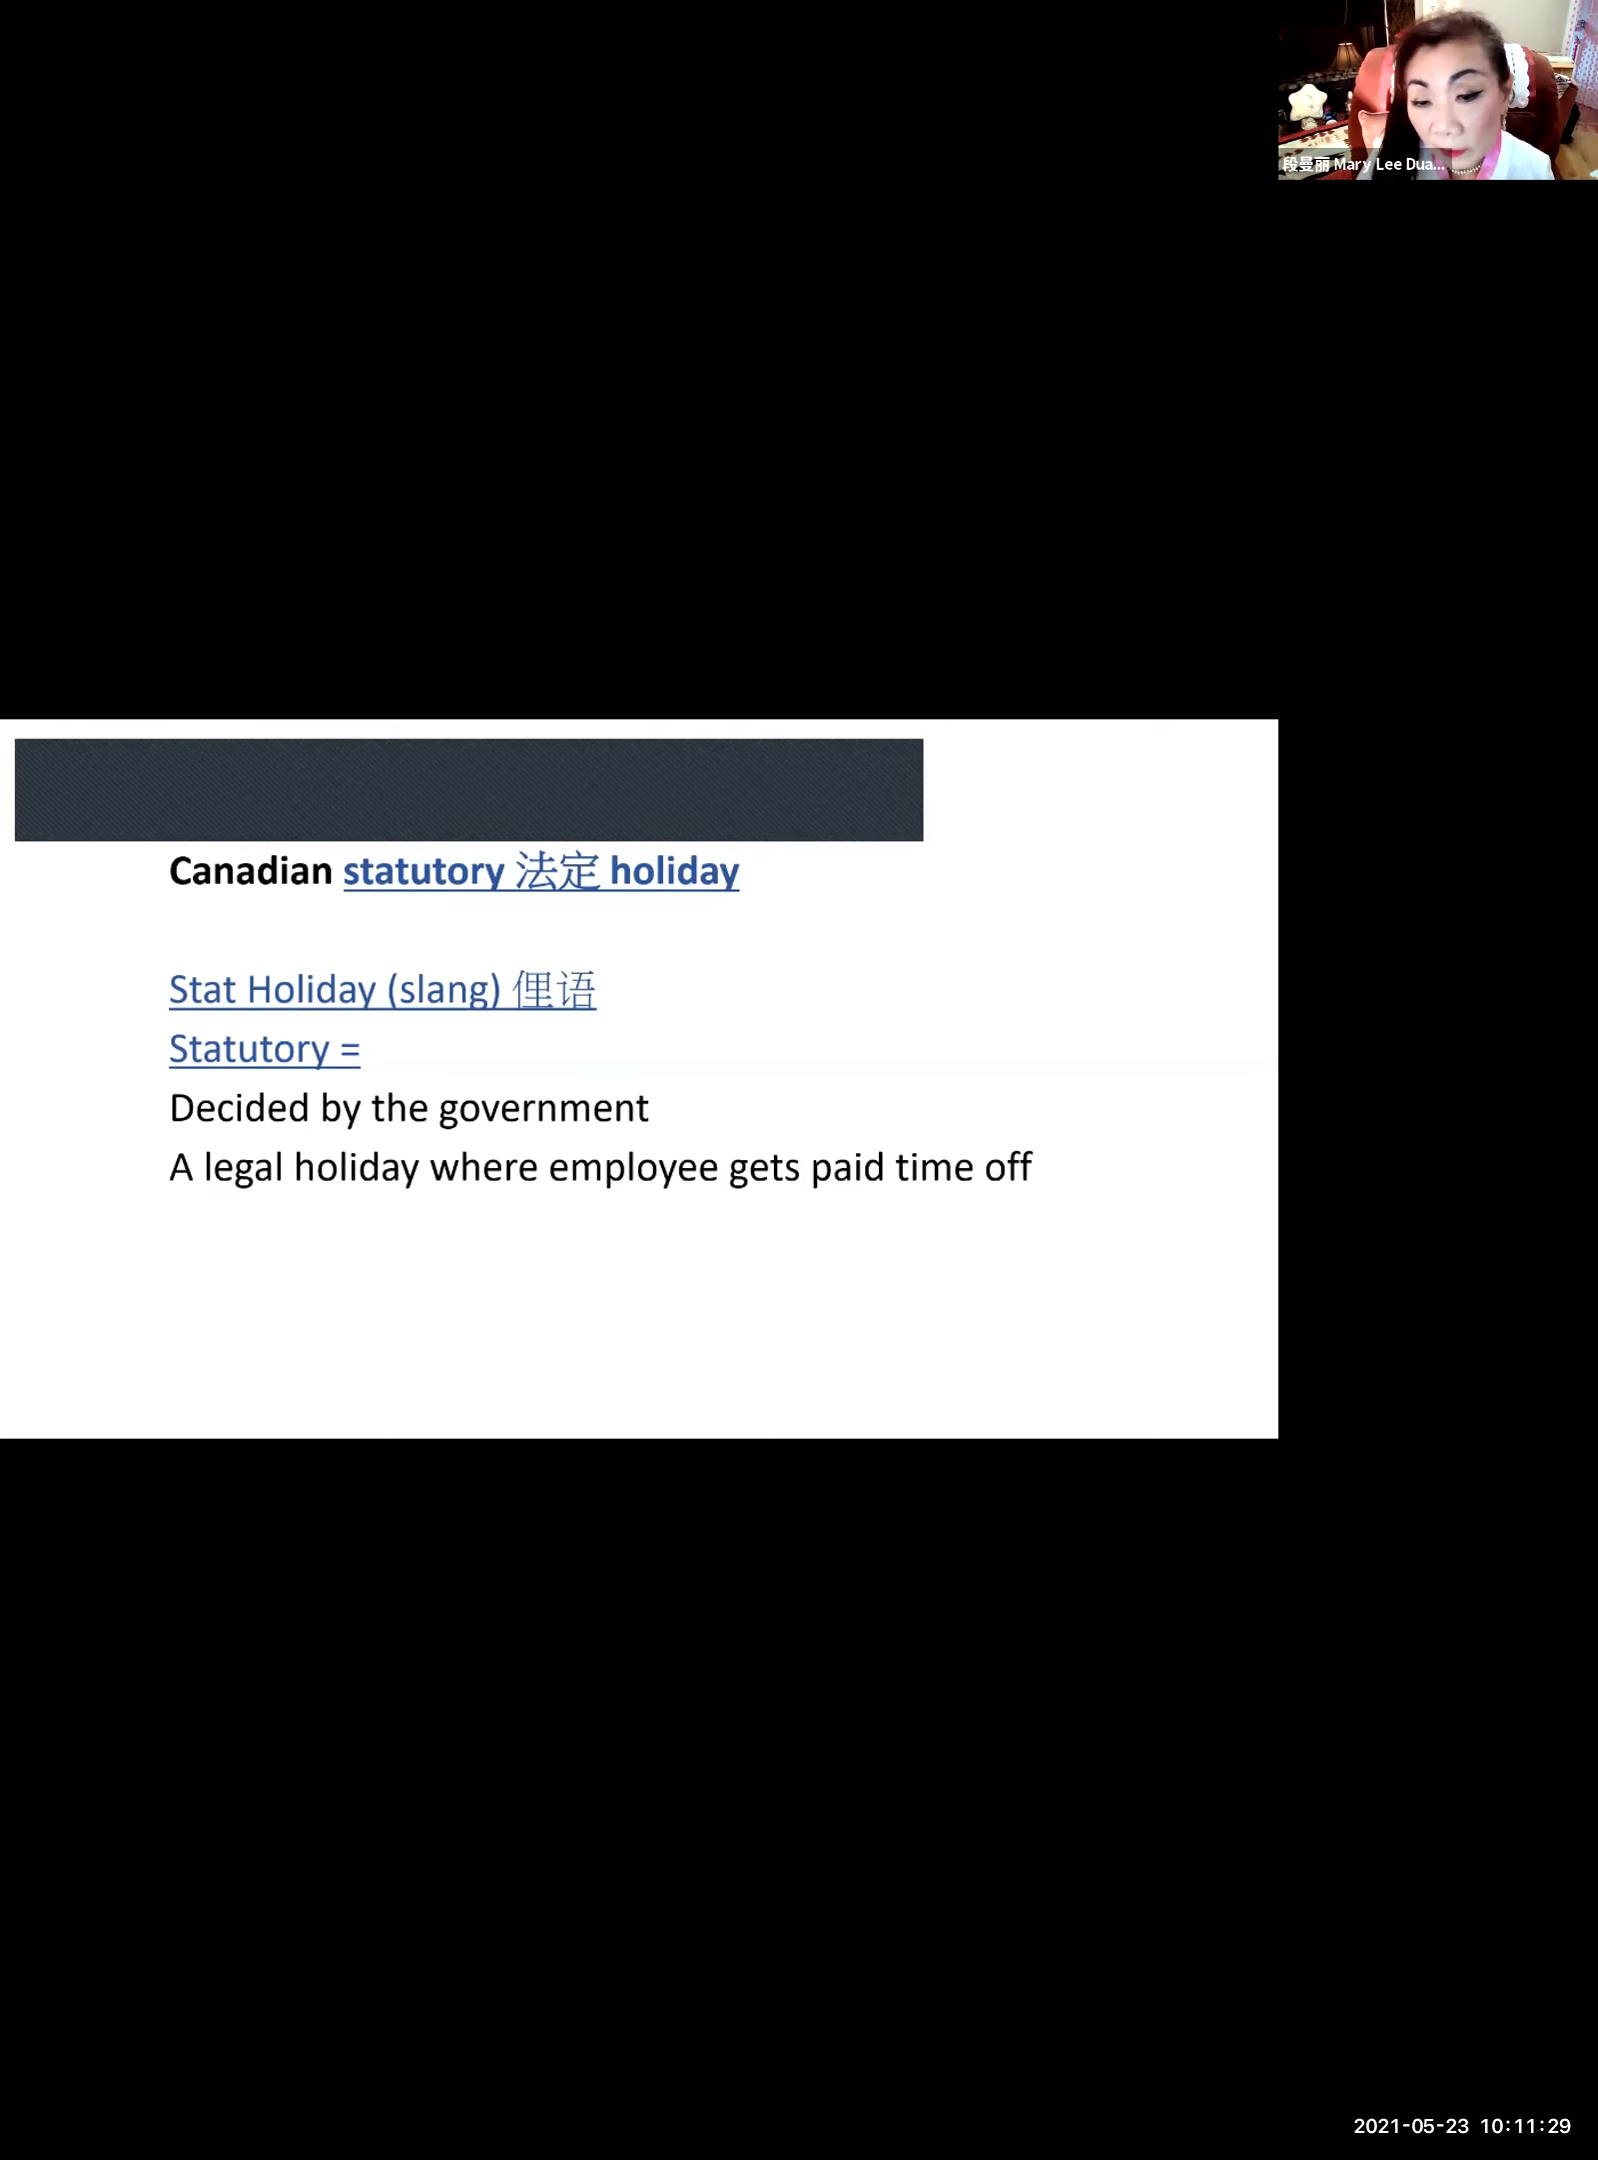 段曼丽 Mary Lee Dua...
Canadian statutory 法定 holiday
Stat Holiday (slang) 俚语
Statutory =
Decided by the government
A legal holiday where employee gets paid time off
2021-05-23 10:11:29